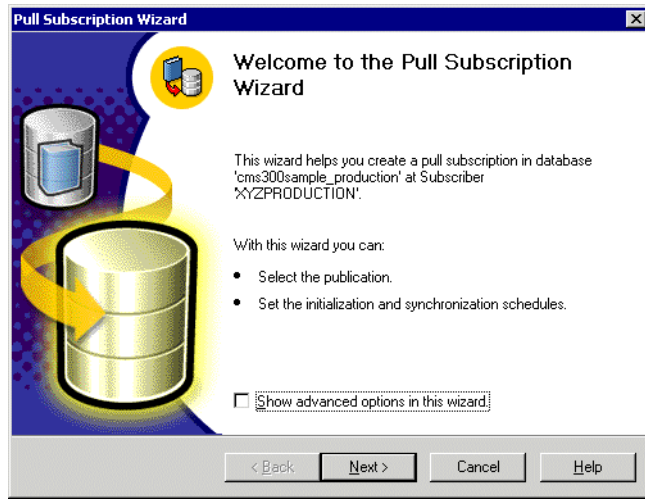 Pull Subscription Wizard
Welcome to the Pull Subscription
Wizard
This wizard helps you create a pull subscription in database
'cms300sample_production' at Subscriber
'XYZPRODUCTION'.
With this wizard you can:
• Select the publication.
• Set the initialization and synchronization schedules.
Show advanced options in this wizard.
< Back Next > Cancel Help